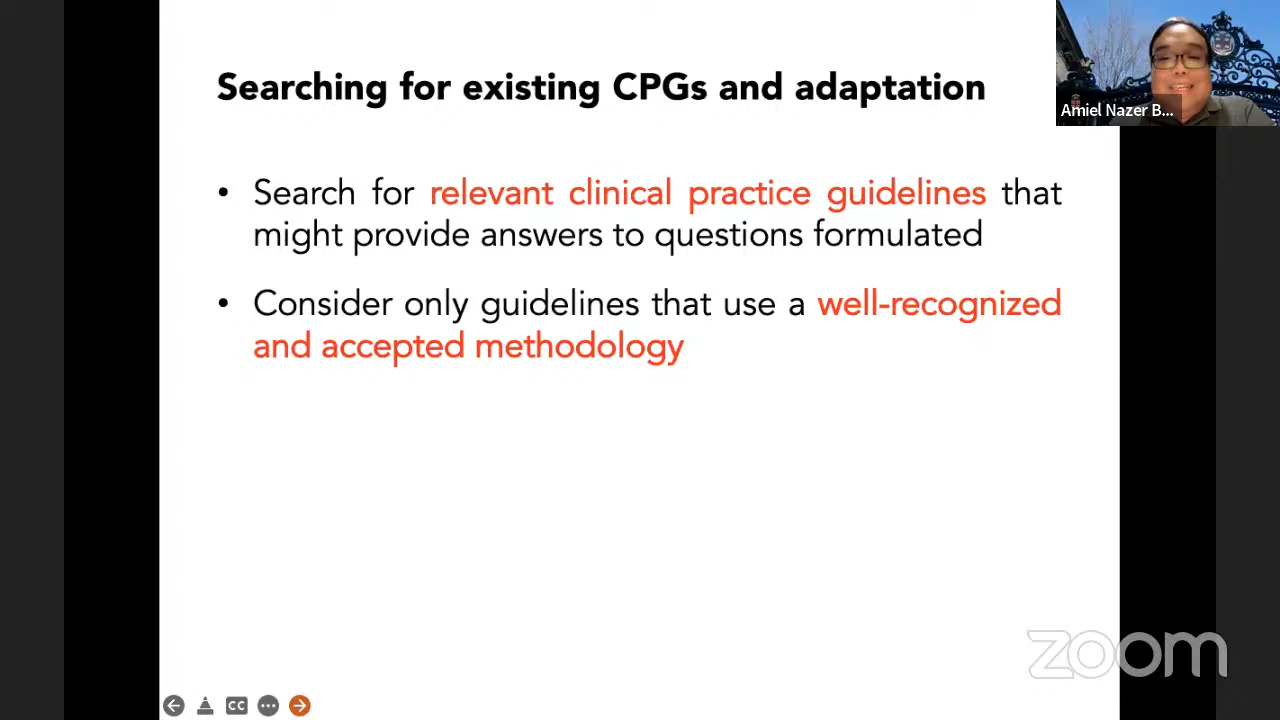 Searching for existing CPGs and adaptation
Amiel Nazer B...
• Search for relevant clinical practice guidelines that
might provide answers to questions formulated
• Consider only guidelines that use a well-recognized
and accepted methodology
zoom
CC